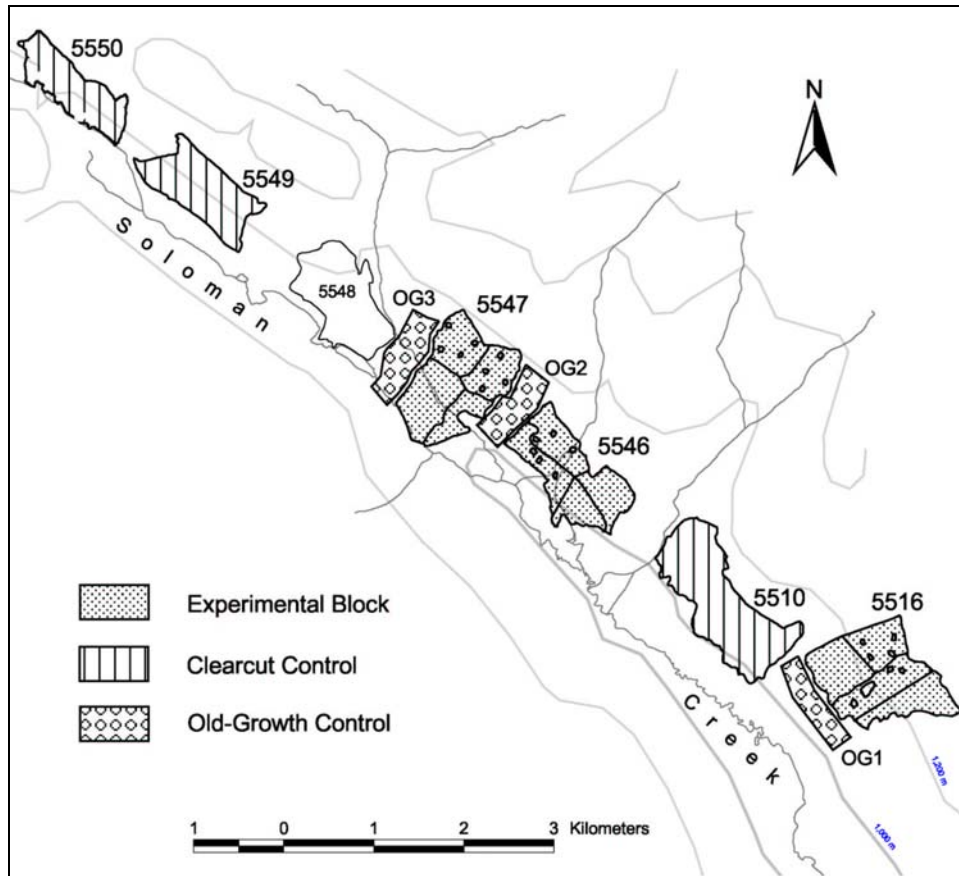 5550
N
5549
Soloman
5548
OG3
5547
OG2
5546
Experimental Block
5510
5516
Clearcut Control
Old-Growth Control
Creek
OG1
1,200 m
1,000 m
1 0 1 2 3 Kilometers